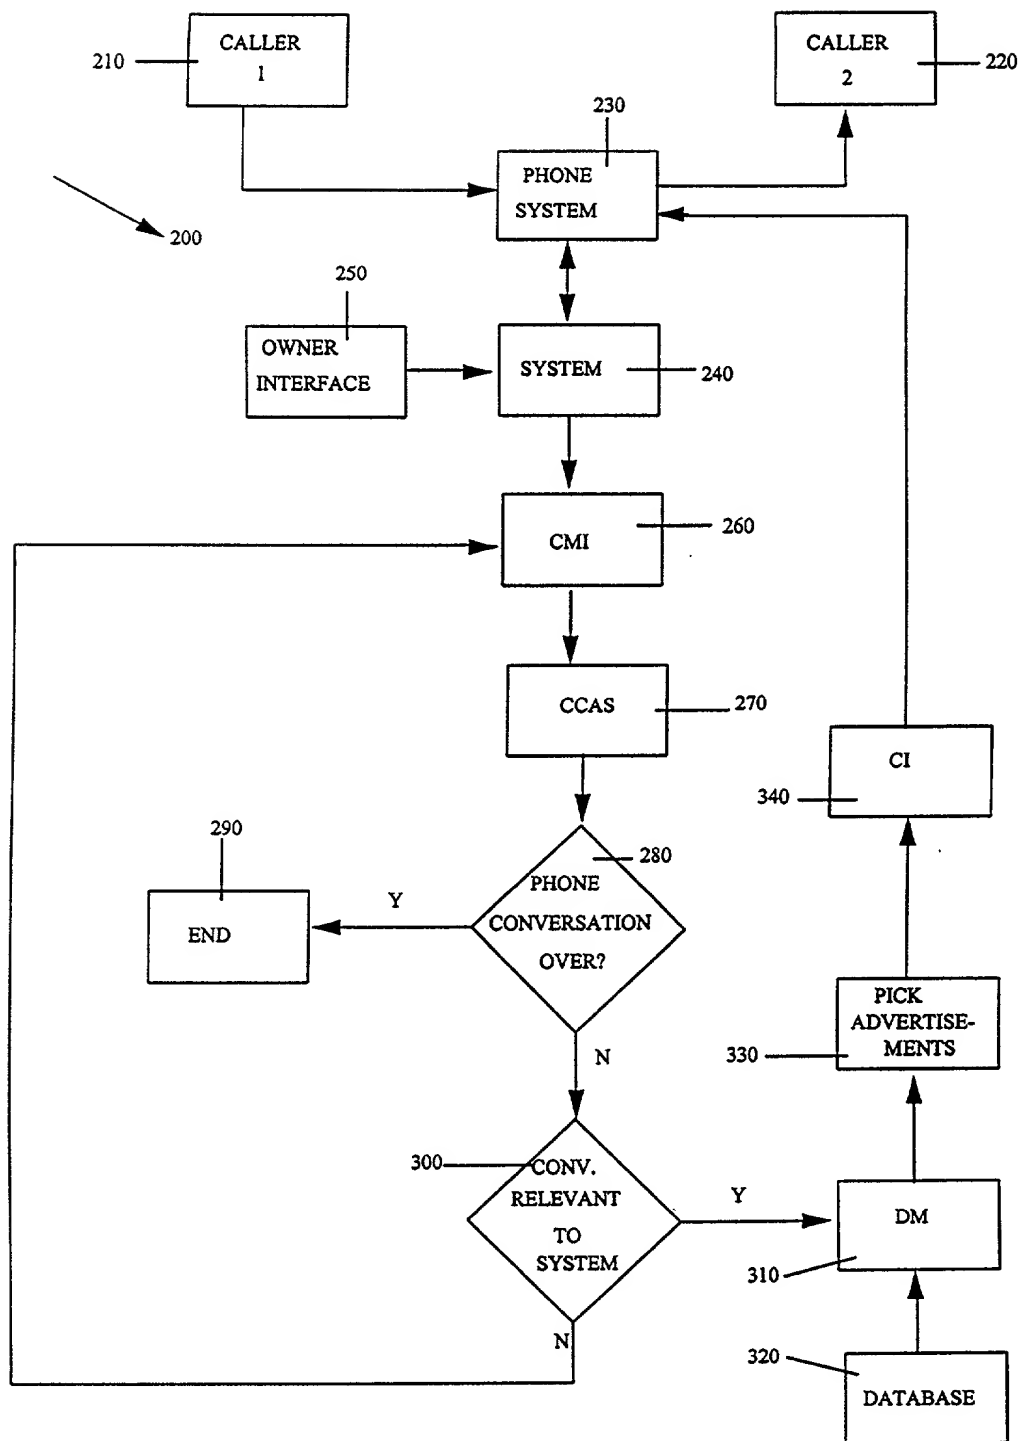 CALLER
1
210
CALLER
2
220
230
PHONE
SYSTEM
200
250
OWNER
INTERFACE
SYSTEM
240
CMI
260
CCAS
270
CI
340
290
END
Y
280
PHONE
CONVERSATION
OVER?
N
PICK
ADVERTISE-
MENTS
330
300
CONV.
RELEVANT
TO
SYSTEM
Y
DM
310
N
320
DATABASE